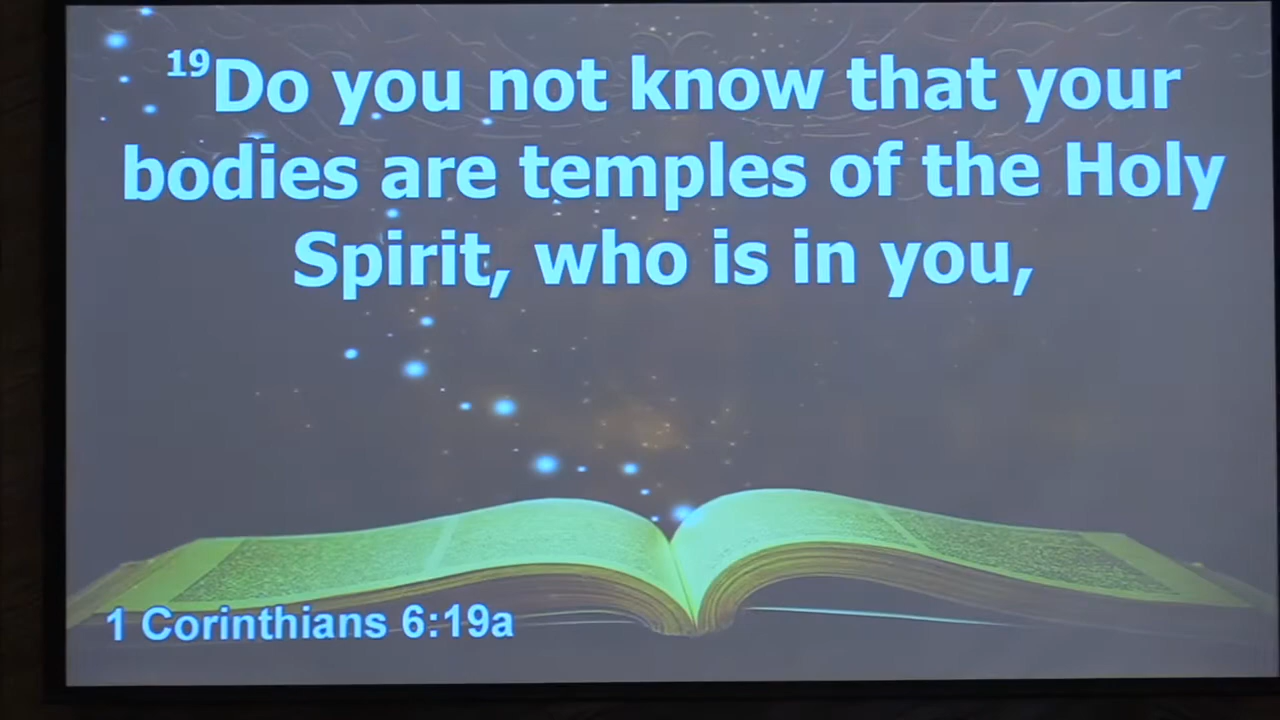 19Do you not know that your
bodies are temples of the Holy
Spirit, who is in you,
1 Corinthians 6:19a